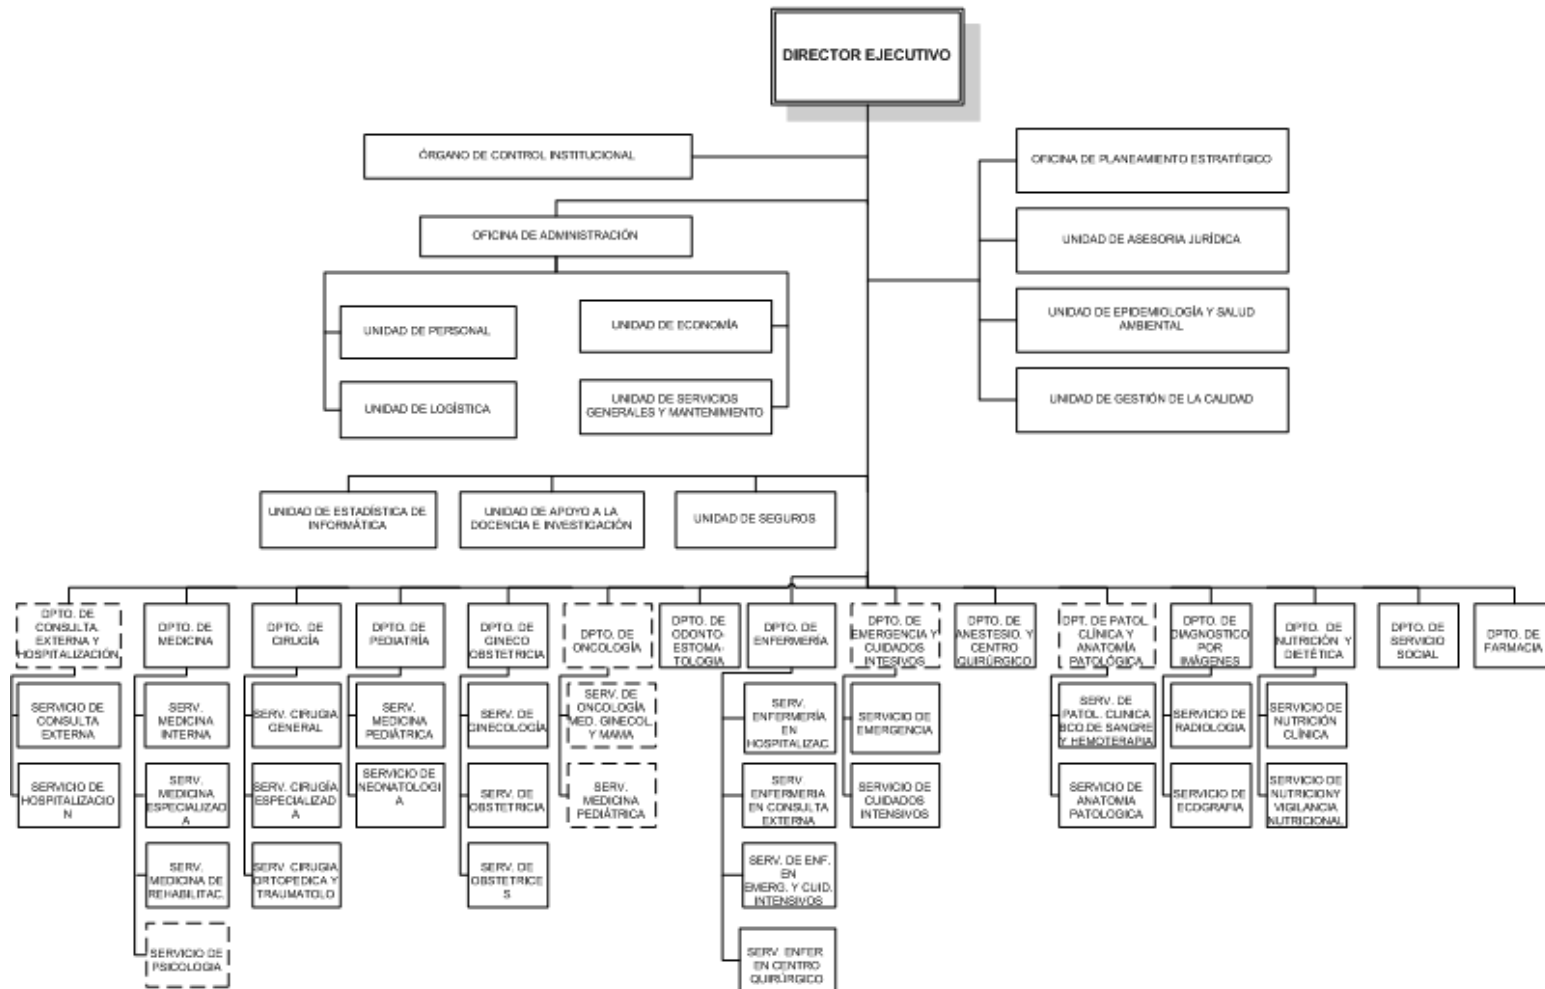 DIRECTOR EJECUTIVO
ÓRGANO DE CONTROL INSTITUCIONAL
OFICINA DE PLANEAMIENTO ESTRATÉGICO
OFICINA DE ADMINISTRACIÓN
UNIDAD DE ASESORIA JURÍDICA
UNIDAD DE PERSONAL
UNIDAD DE ECONOMÍA
UNIDAD DE EPIDEMIOLOGÍA Y SALUD
AMBIENTAL
UNIDAD DE LOGÍSTICA
UNIDAD DE SERVICIOS
GENERALES Y MANTENIMIENTO
UNIDAD DE GESTIÓN DE LA CALIDAD
UNIDAD DE ESTADÍSTICA DE
INFORMÁTICA
UNIDAD DE APOYO A LA
DOCENCIA E INVESTIGACIÓN
UNIDAD DE SEGUROS
DPTO. DE
CONSULTA.
EXTERNA Y
HOSPITALIZACIÓN
DPTO. DE
MEDICINA
DPTO. DE
CIRUGÍA
DPTO. DE
PEDIATRÍA
DPTO. DE
GINECO
OBSTETRICIA
DPTO. DE
ONCOLOGÍA
DPTO. DE
ODONTO-
ESTOMA-
TOLOGIA
DPTO. DE
ENFERMERÍA
DPTO. DE
EMERGENCIA Y
CUIDADOS
INTESIVOS
DPTO. DE
ANESTESIO. Y
CENTRO
QUIRÚRGICO
DPT. DE PATOL.
CLÍNICA Y
ANATOMÍA
PATOLÓGICA
DPTO. DE
DIAGNOSTICO
POR
IMÁGENES
DPTO. DE
NUTRICIÓN Y
DIETÉTICA
DPTO. DE
SERVICIO
SOCIAL
DPTO. DE
FARMACIA
SERVICIO DE
CONSULTA
EXTERNA
SERV.
MEDICINA
INTERNA
SERV. CIRUGIA
GENERAL
SERV.
MEDICINA
PEDIÁTRICA
SERV. DE
GINECOLOGÍA
SERV. DE
ONCOLOGÍA
MED. GINECOL.
Y MAMA
SERV.
ENFERMERÍA
EN
HOSPITALIZAC.
SERVICIO DE
EMERGENCIA
SERV. DE
PATOL. CLINICA
BCO.DE SANGRE
Y HEMOTERAPIA
SERVICIO DE
RADIOLOGIA
SERVICIO DE
NUTRICIÓN
CLÍNICA
SERVICIO DE
HOSPITALIZACIO
N
SERV.
MEDICINA
ESPECIALIZAD
A
SERV. CIRUGÍA
ESPECIALIZAD
A
SERVICIO DE
NEONATOLOGI
A
SERV. DE
OBSTETRICIA
SERV.
MEDICINA
PEDIÁTRICA
SERV.
ENFERMERIA
EN CONSULTA
EXTERNA
SERVICIO DE
CUIDADOS
INTENSIVOS
SERVICIO DE
ANATOMIA
PATOLOGICA
SERVICIO DE
ECOGRAFIA
SERVICIO DE
NUTRICIONY
VIGILANCIA
NUTRICIONAL
SERV.
MEDICINA DE
REHABILITAC.
SERV. CIRUGIA
ORTOPEDICA Y
TRAUMATOLO
SERV. DE
OBSTETRICE
S
SERV. DE ENF.
EN
EMERG. Y CUID.
INTENSIVOS
SERVICIO DE
PSICOLOGIA
SERV. ENFER
EN CENTRO
QUIRÚRGICO